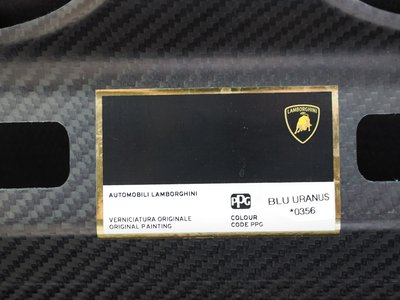 LAMBORGHINI
AUTOMOBILI LAMBORGHINI
VERNICIATURA ORIGINALE
ORIGINAL PAINTING
PPG
COLOUR
CODE PPG
BLU URANUS
*0356